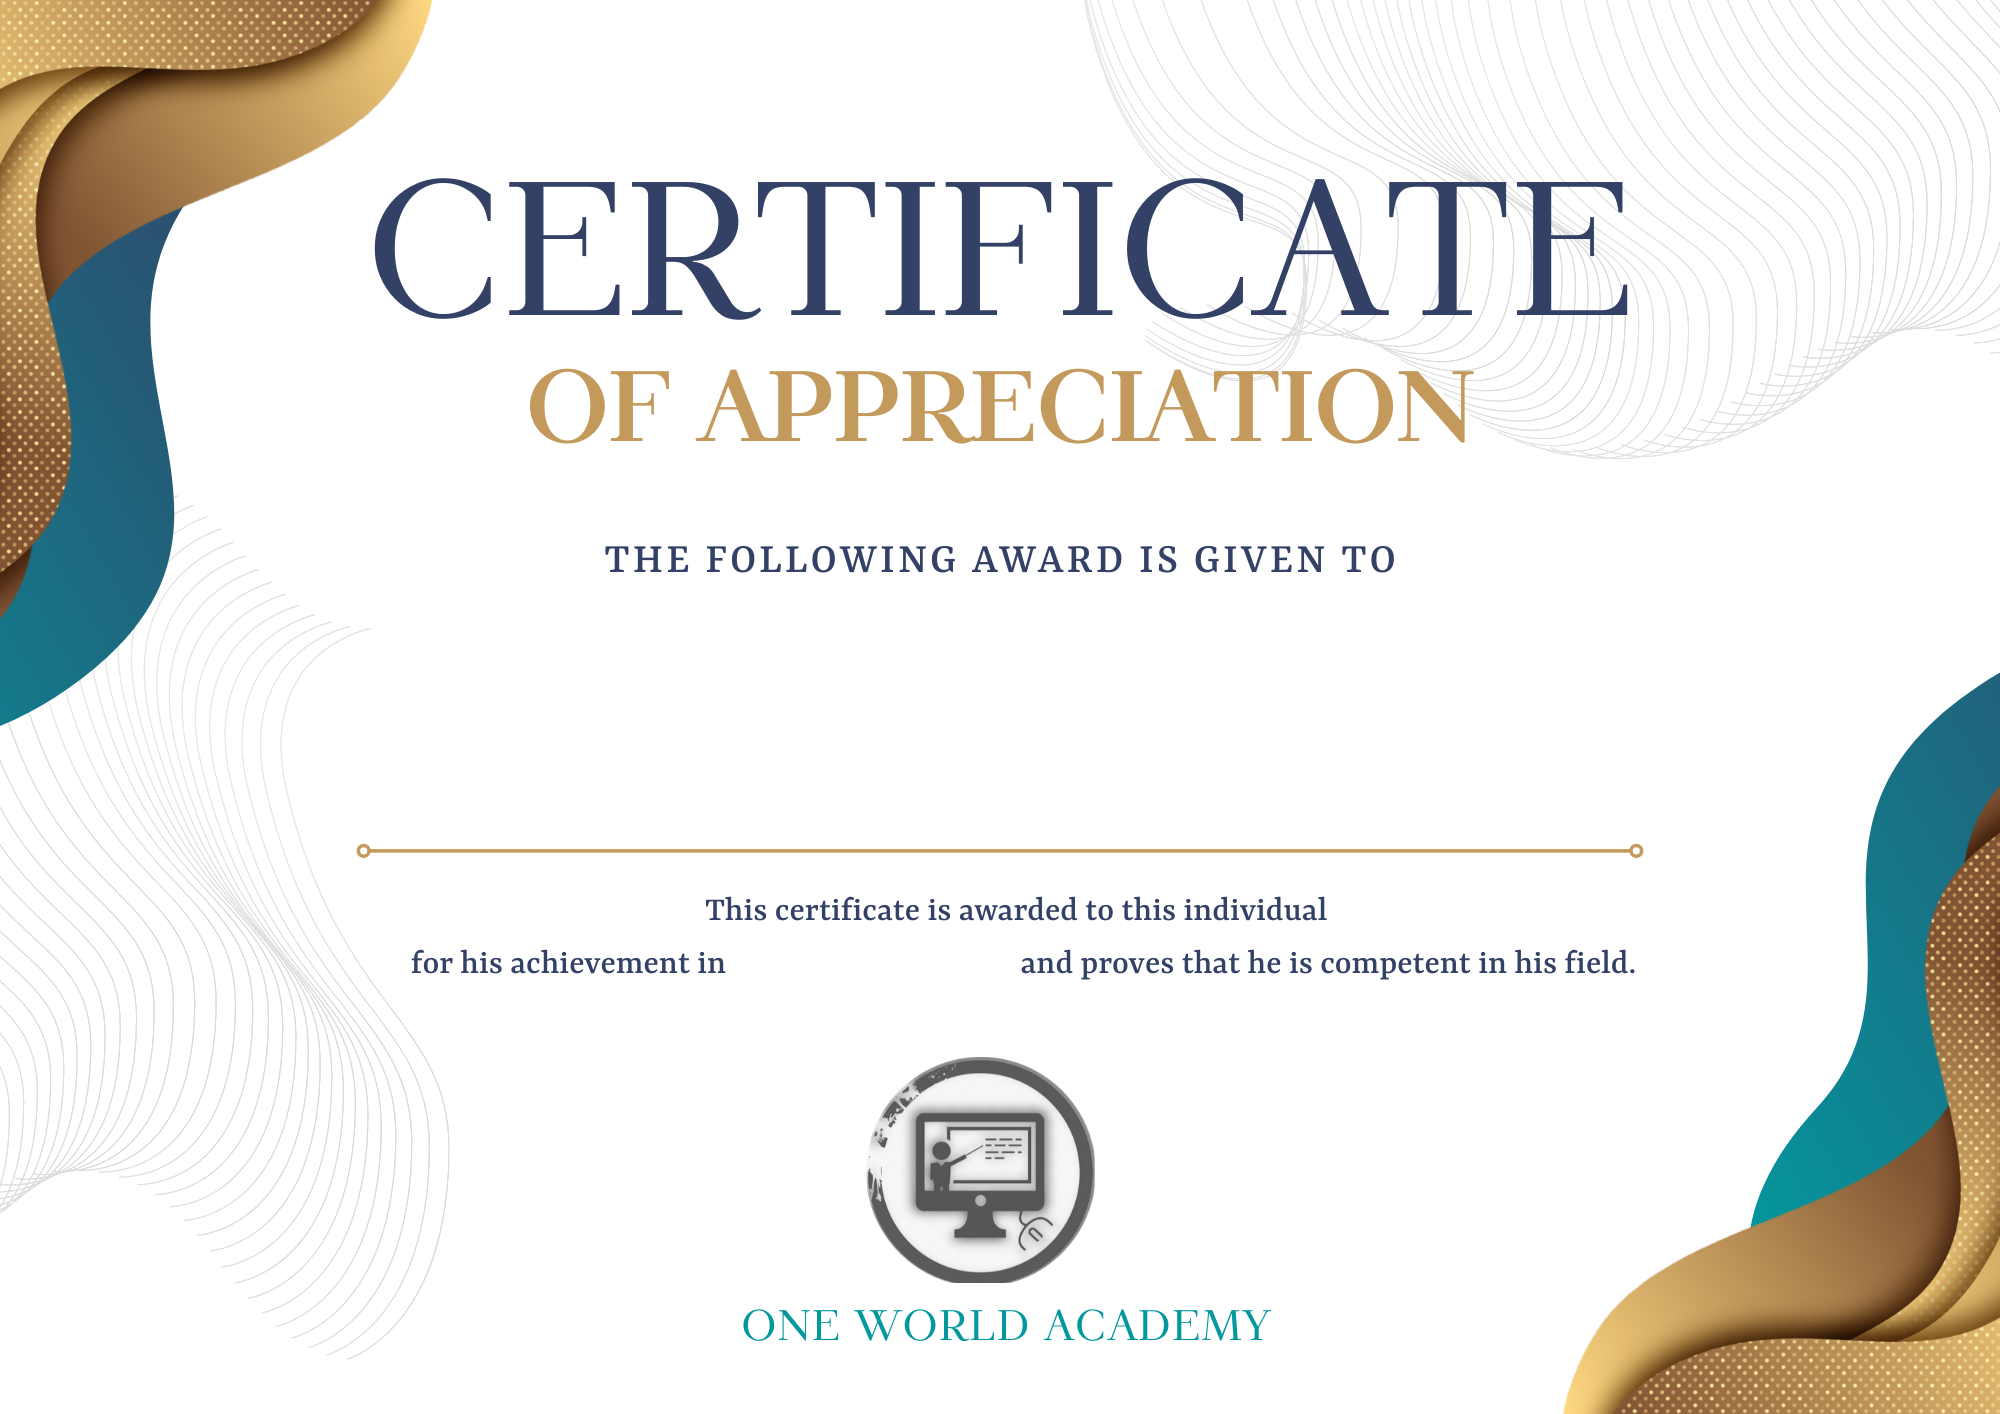 CERTIFICATE
OF APPRECIATION
THE FOLLOWING AWARD IS GIVEN TO
This certificate is awarded to this individual
for his achievement in and proves that he is competent in his field.
ONE WORLD ACADEMY